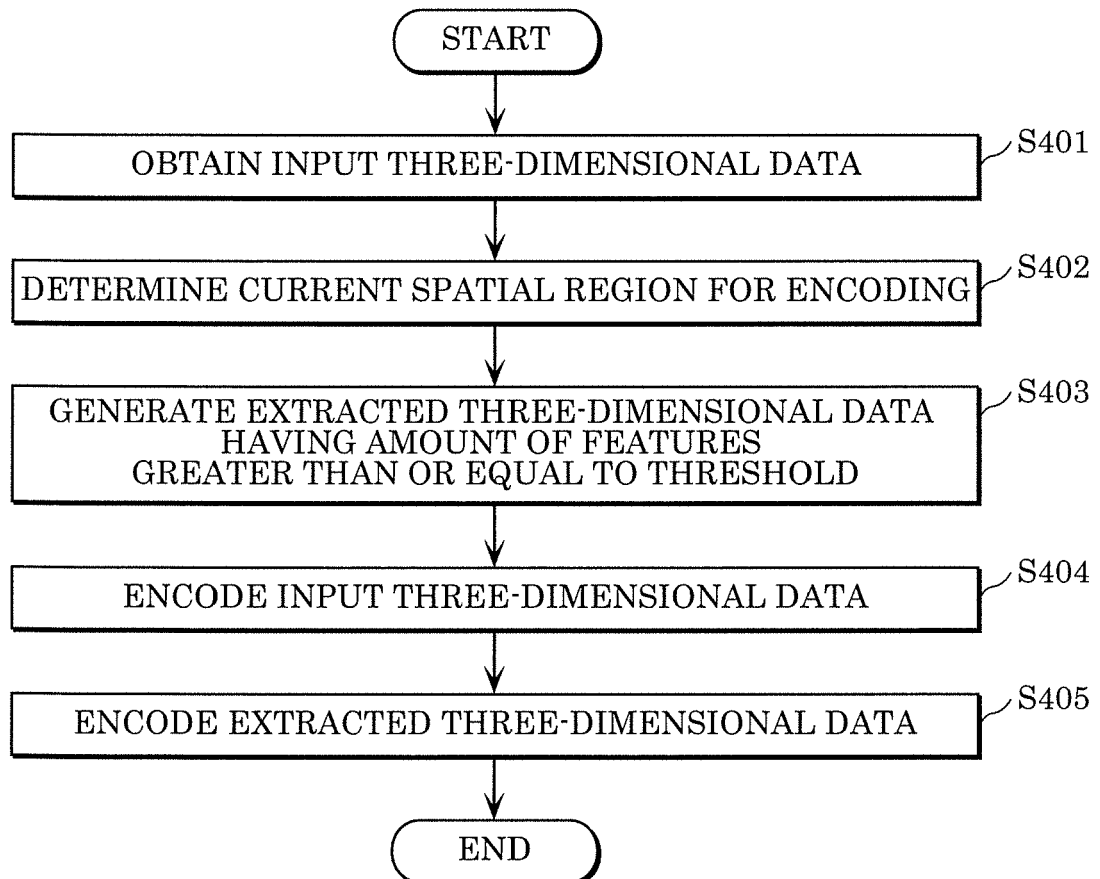 START
OBTAIN INPUT THREE-DIMENSIONAL DATA
S401
DETERMINE CURRENT SPATIAL REGION FOR ENCODING
S402
GENERATE EXTRACTED THREE-DIMENSIONAL DATA
HAVING AMOUNT OF FEATURES
GREATER THAN OR EQUAL TO THRESHOLD
S403
ENCODE INPUT THREE-DIMENSIONAL DATA
S404
ENCODE EXTRACTED THREE-DIMENSIONAL DATA
S405
END